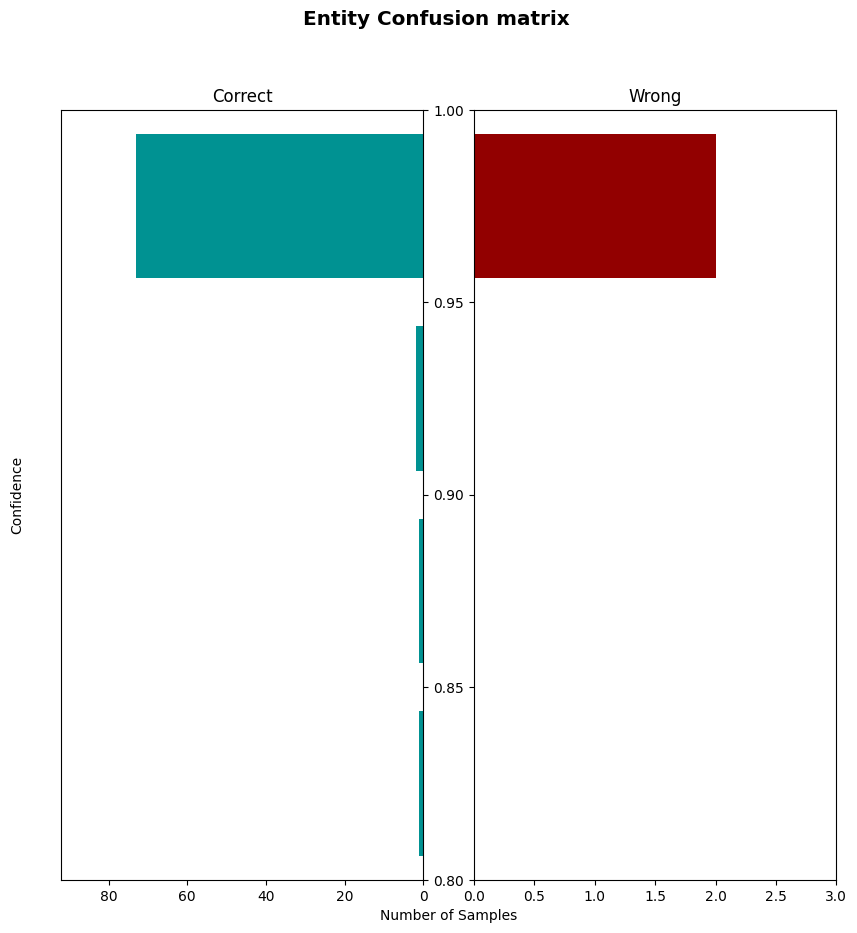 Entity Confusion matrix
Correct
Wrong
1.00
0.95
0.90
0.85
0.80
Confidence
80 60 40 20 0
0.0 0.5 1.0 1.5 2.0 2.5 3.0
Number of Samples